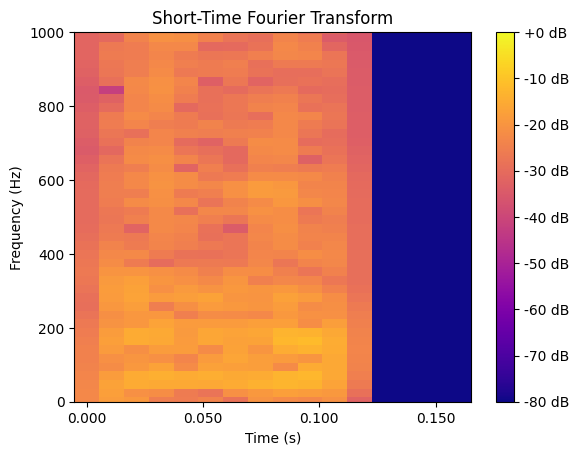 Short-Time Fourier Transform
1000
800
600
400
200
0
Frequency (Hz)
0.000
0.050
0.100
0.150
Time (s)
+0 dB
-10 dB
-20 dB
-30 dB
-40 dB
-50 dB
-60 dB
-70 dB
-80 dB